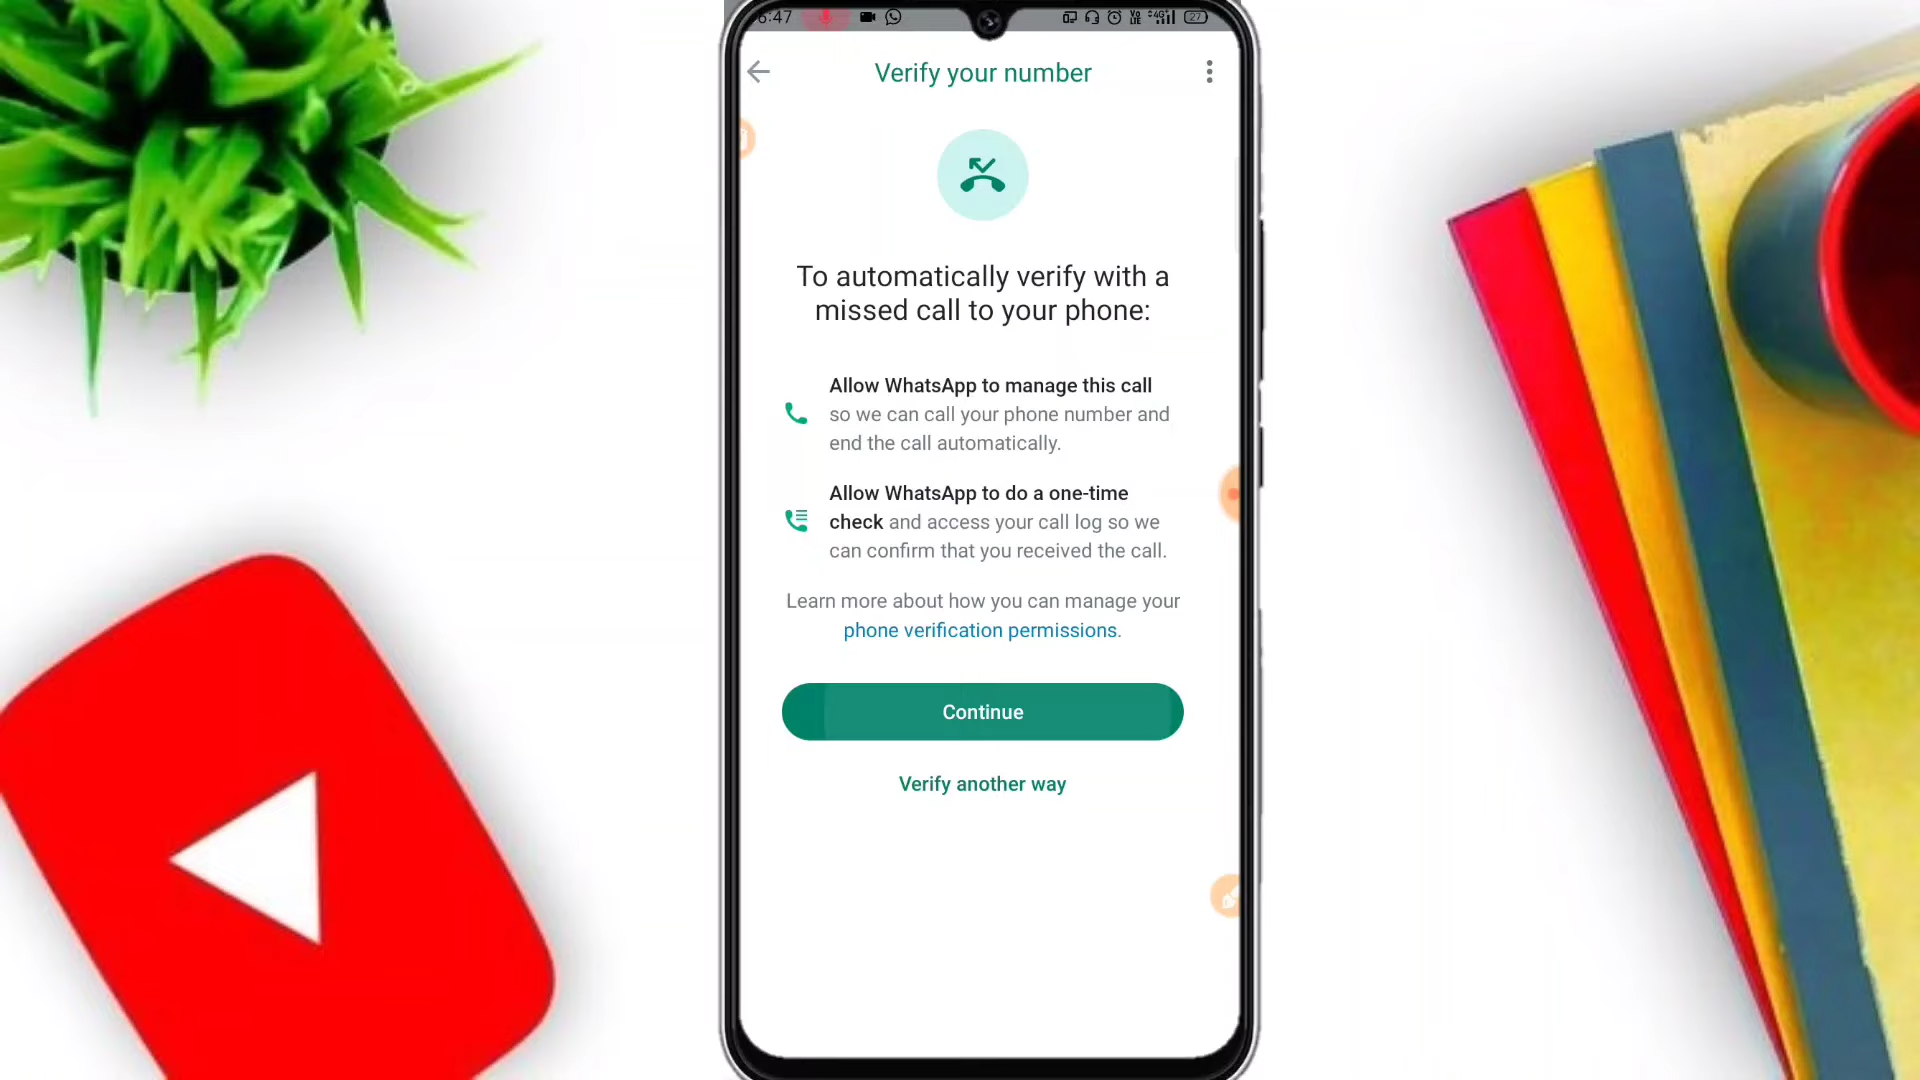 6:47
27
Verify your number
To automatically verify with a
missed call to your phone:
Allow WhatsApp to manage this call
so we can call your phone number and
end the call automatically.
Allow WhatsApp to do a one-time
check and access your call log so we
can confirm that you received the call.
Learn more about how you can manage your
phone verification permissions.
Continue
Verify another way